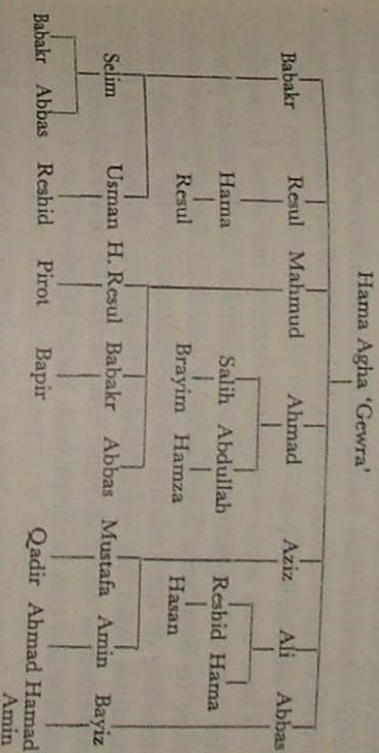 Hama Agha 'Gewra'
Babakr Resul Mahmud Ahmad Aziz Ali Abbas
Hama Salih Abdullah Reshid Hama
Resul Brayim Hamza Hasan
Selim Usman H. Resul Babakr Abbas Mustafa Amin Bayiz
Babakr Abbas Reshid Pirot Bapir Qadir Ahmad Hamad
Amin